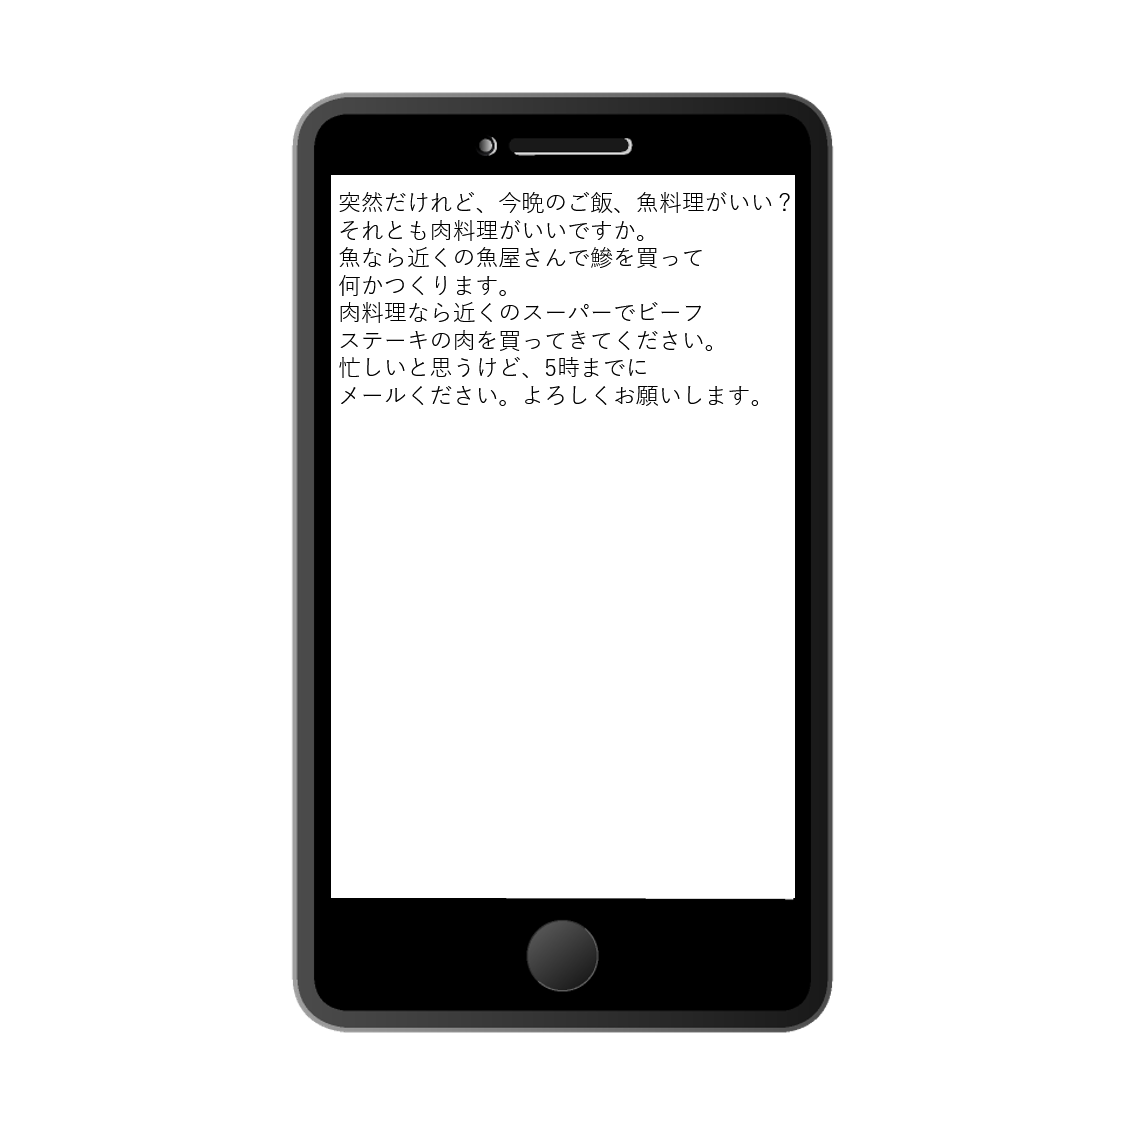 突然だけれど、今晩のご飯、魚料理がいい？
それとも肉料理がいいですか。
魚なら近くの魚屋さんで鰺を買って
何かつくります。
肉料理なら近くのスーパーでビーフ
ステーキの肉を買ってきてください。
忙しいと思うけど、5時までに
メールください。よろしくお願いします。